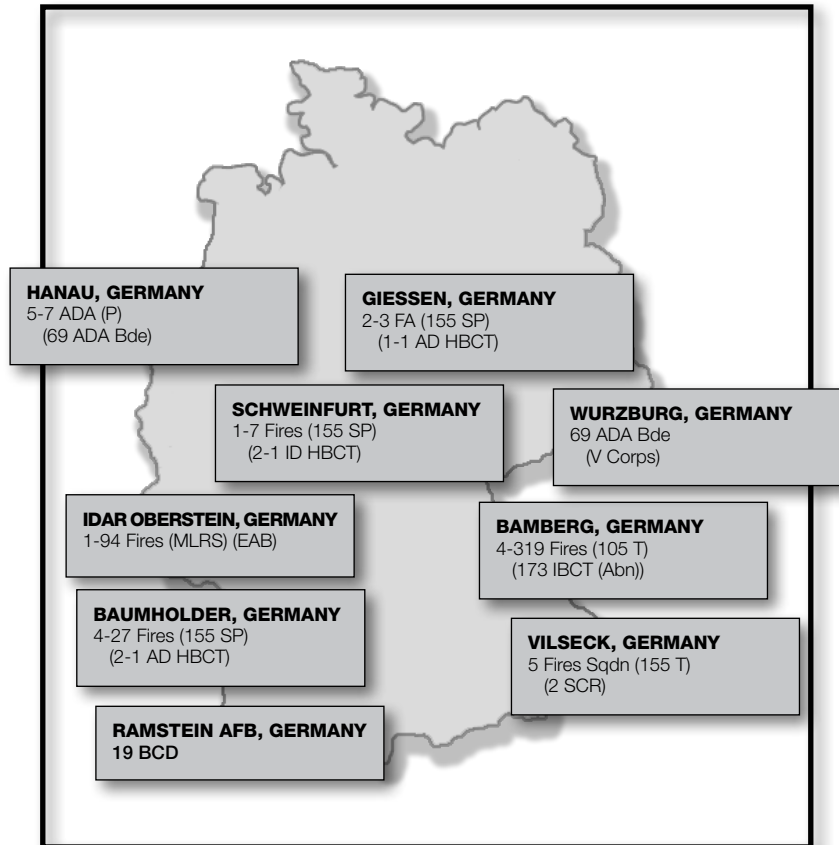 HANAU, GERMANY
5-7 ADA (P)
(69 ADA Bde)
GIESSEN, GERMANY
2-3 FA (155 SP)
(1-1 AD HBCT)
SCHWEINFURT, GERMANY
1-7 Fires (155 SP)
(2-1 ID HBCT)
WURZBURG, GERMANY
69 ADA Bde
(V Corps)
IDAR OBERSTEIN, GERMANY
1-94 Fires (MLRS) (EAB)
BAMBERG, GERMANY
4-319 Fires (105 T)
(173 IBCT (Abn))
BAUMHOLDER, GERMANY
4-27 Fires (155 SP)
(2-1 AD HBCT)
VILSECK, GERMANY
5 Fires Sqdn (155 T)
(2 SCR)
RAMSTEIN AFB, GERMANY
19 BCD